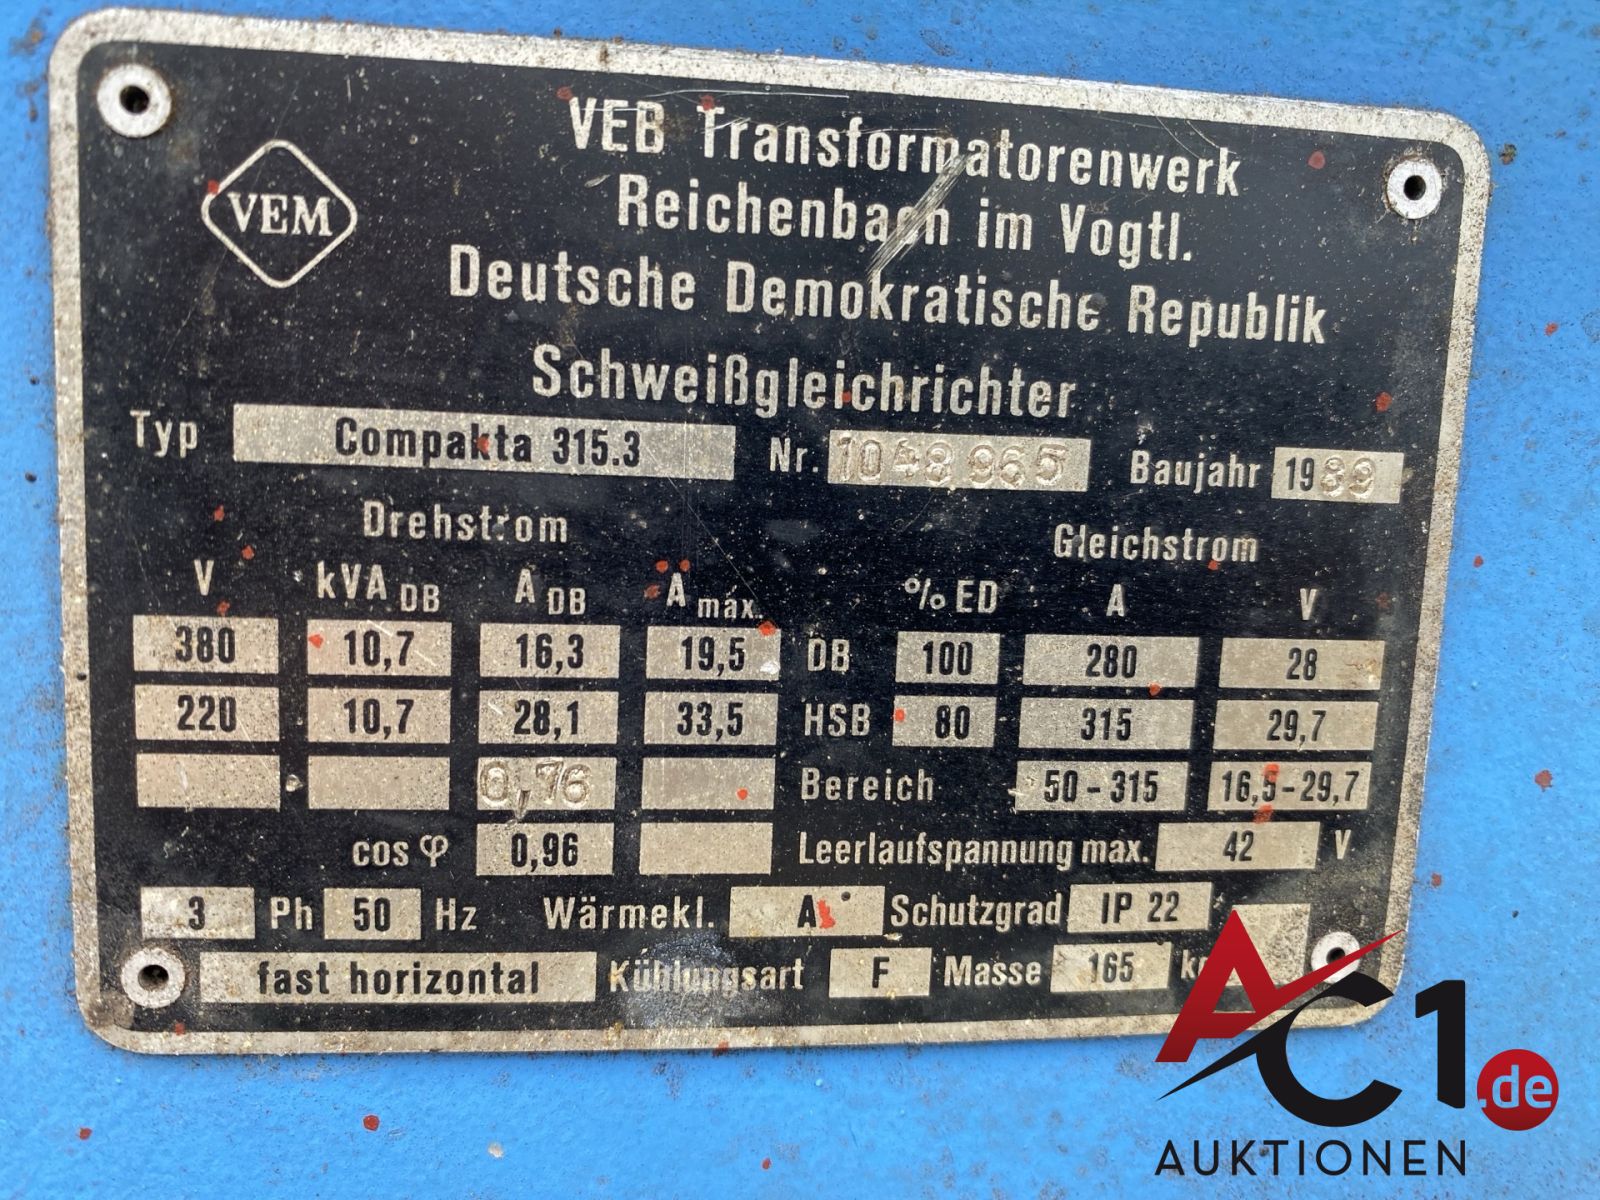 VEM
VEB Transformatorenwerk
Reichenbach im Vogtl.
Deutsche Demokratische Republik
Schweißgleichrichter
Typ Compakta 315.3 Nr. 1048965 Baujahr 1989
Drehstrom Gleichstrom
V kVA DB A DB A max. % ED A V
380 10,7 16,3 19,5 DB 100 280 28
220 10,7 28,1 33,5 HSB 80 315 29,7
0,76 Bereich 50-315 16,5-29,7
cos φ 0,96 Leerlaufspannung max. 42 V
3 Ph 50 Hz Wärmekl. A Schutzgrad IP 22
fast horizontal Kühlungsart F Masse 165
AC1.de
AUKTIONEN